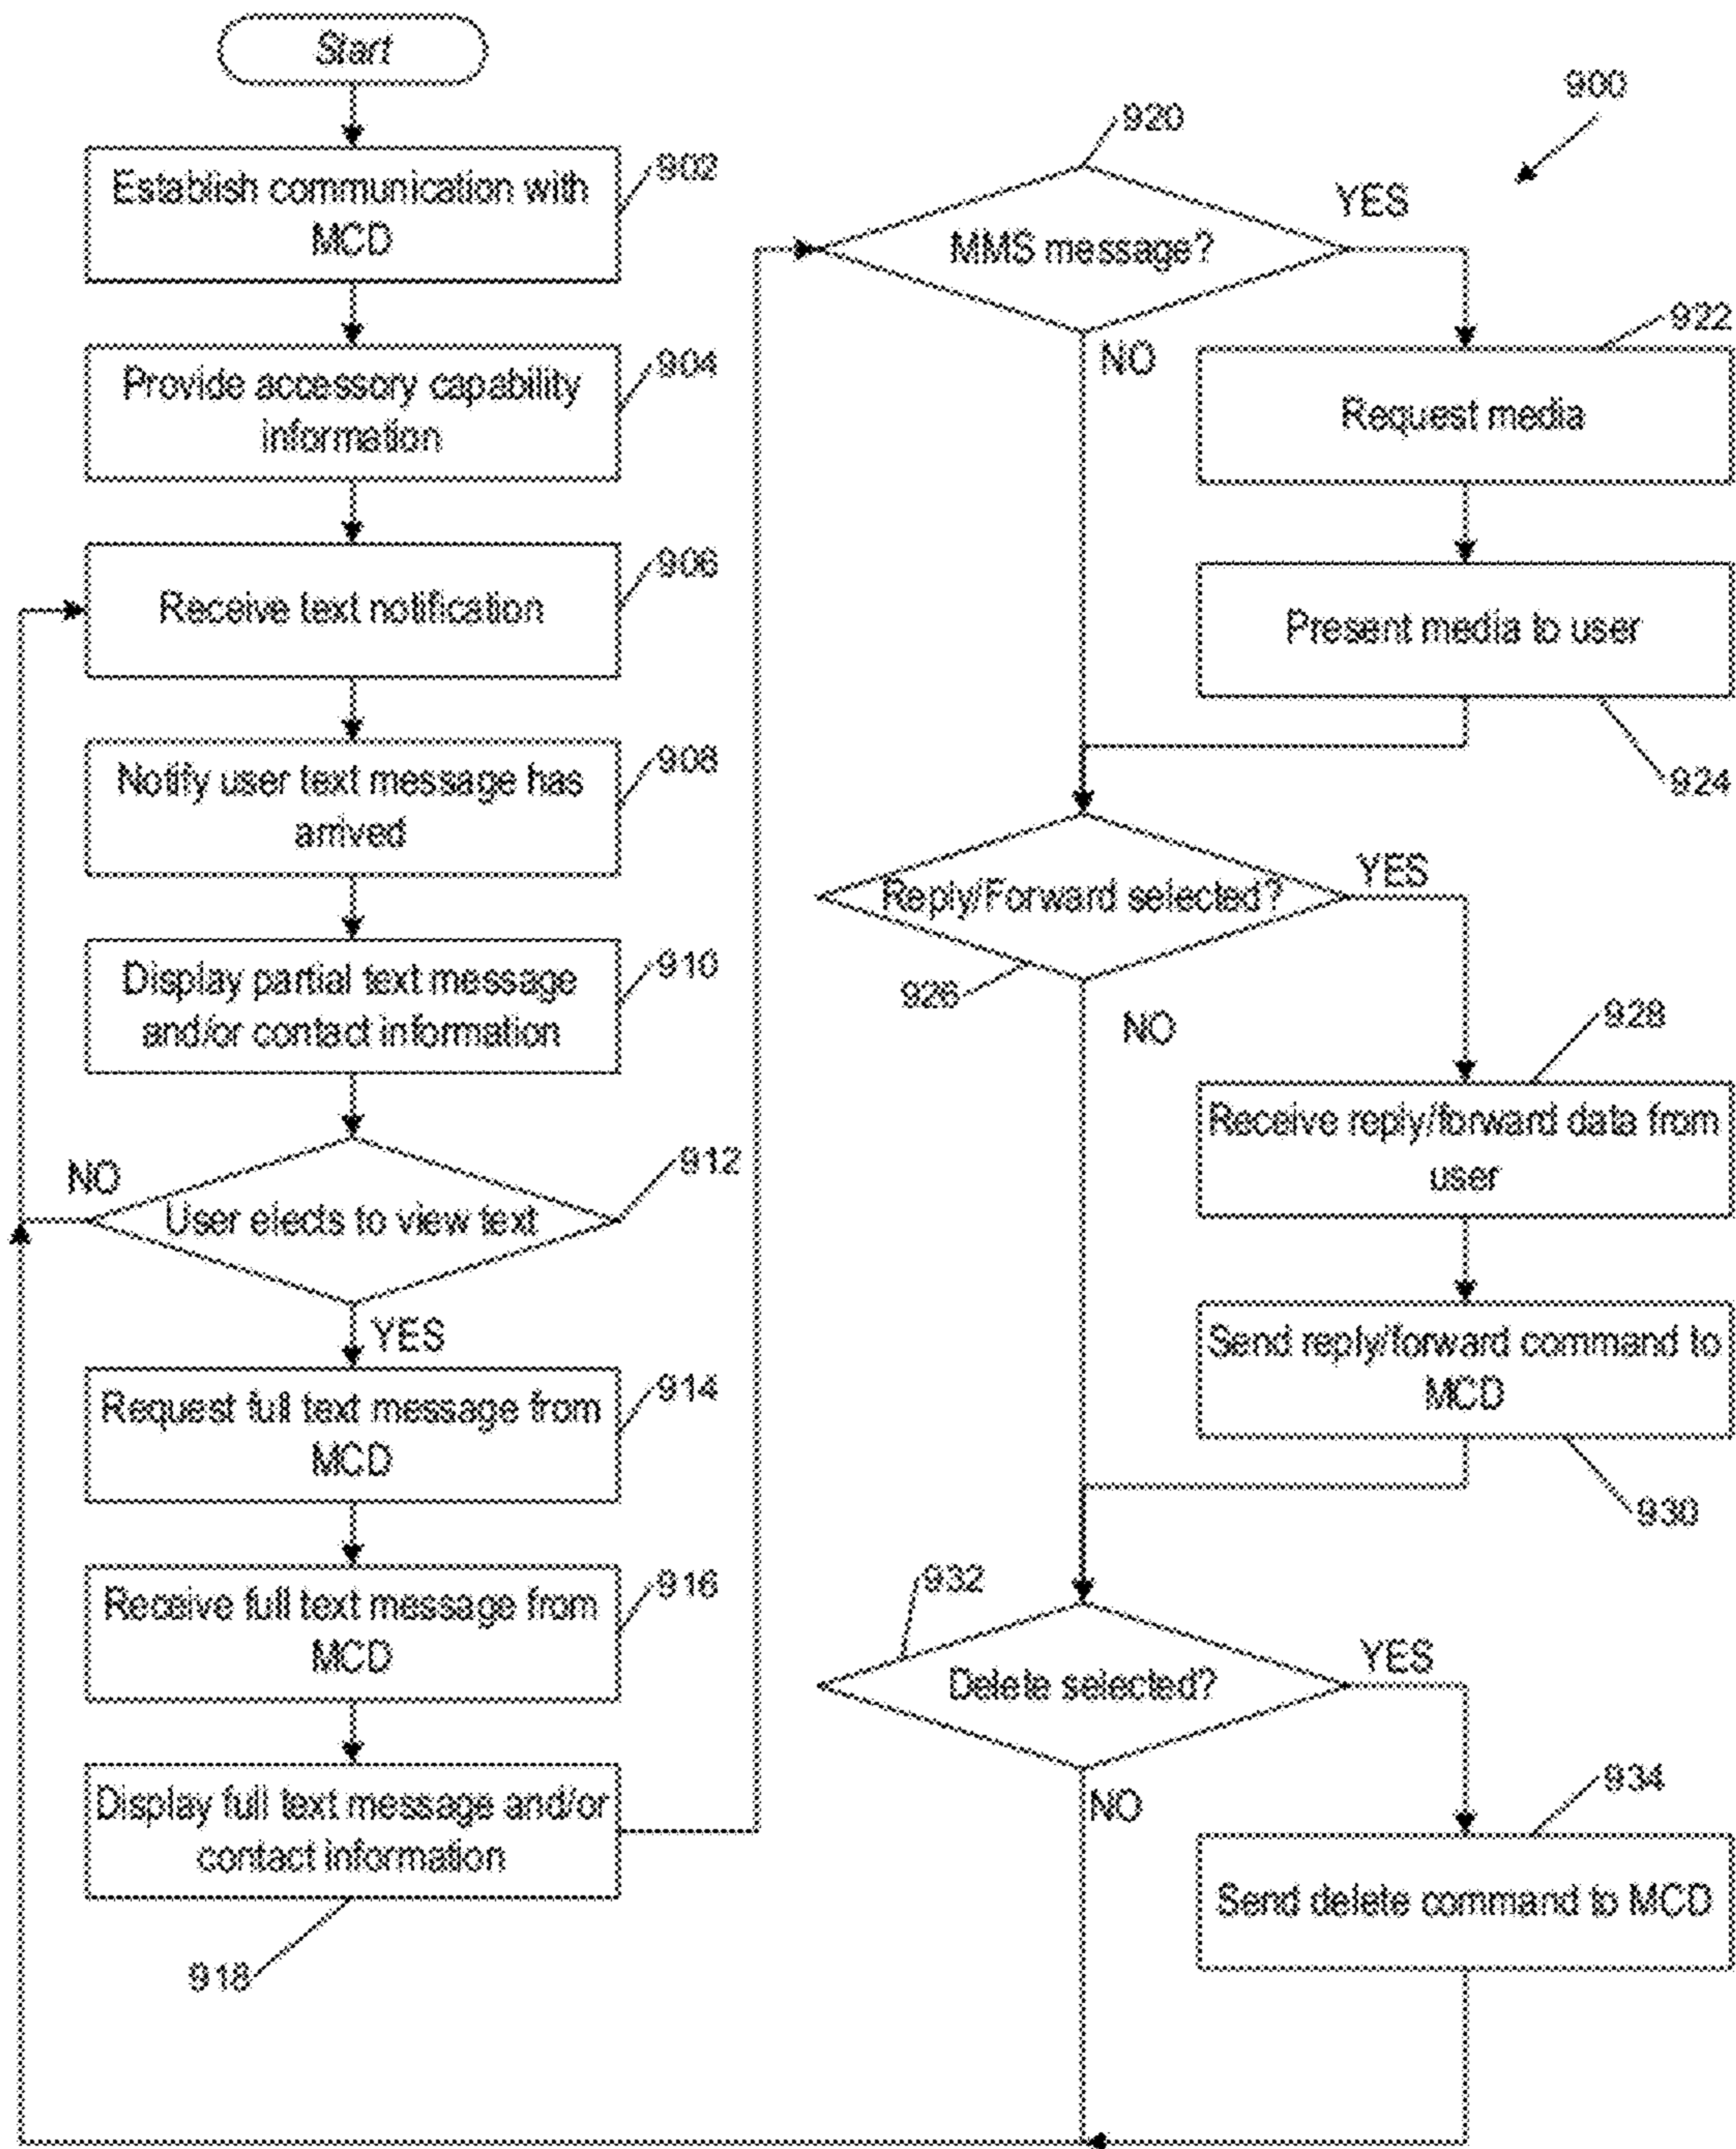 Start
Establish communication with
MCD
902
Provide accessory capability
information
904
Receive text notification
906
Notify user text message has
arrived
908
Display partial text message
and/or contact information
910
NO
User elects to view text
912
YES
Request full text message from
MCD
914
Receive full text message from
MCD
916
Display full text message and/or
contact information
918
900
920
MMS message?
YES
NO
922
Request media
Present media to user
924
Reply/Forward selected?
YES
926
NO
928
Receive reply/forward data from
user
Send reply/forward command to
MCD
930
932
Delete selected?
YES
NO
934
Send delete command to MCD